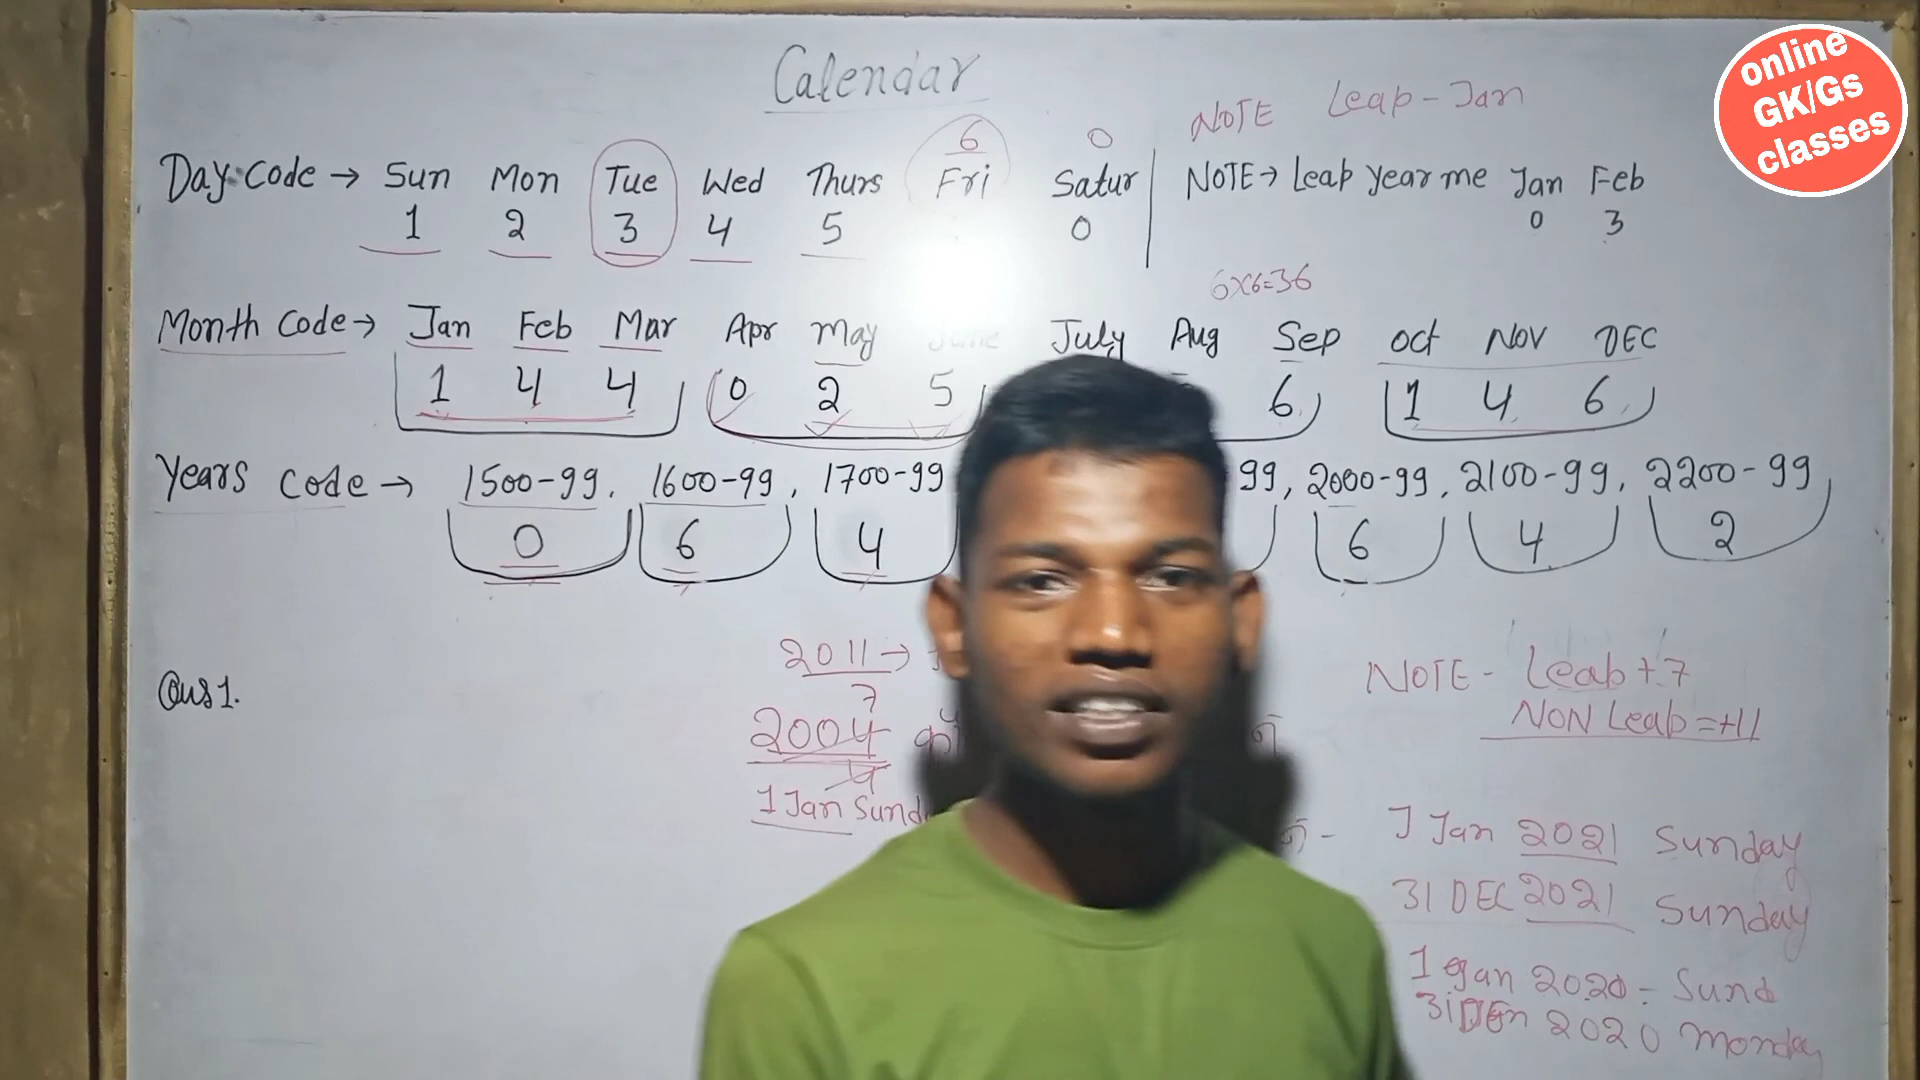 Calendar
NOTE Leap-Jan
6 0
Day Code → Sun Mon Tue Wed Thurs Fri Satur NOTE→ Leap Year me Jan Feb
1 2 3 4 5 0 0 3
6x6=36
Month Code → Jan Feb Mar Apr May June July Aug Sep Oct Nov DEC
1 4 4 0 2 5 6 1 4 6
Years Code → 1500-99, 1600-99, 1700-99 99, 2000-99, 2100-99, 2200-99
0 6 4 6 4 2
Qus 1.
2011→
7
2004
4
1 Jan Sund
NOTE - Leap+7
NON Leap=+11
1 Jan 2021 Sunday
31 DEC 2021 Sunday
1 Jan 2020 - Sund
31 2020 Monday
online
GK/Gs
classes